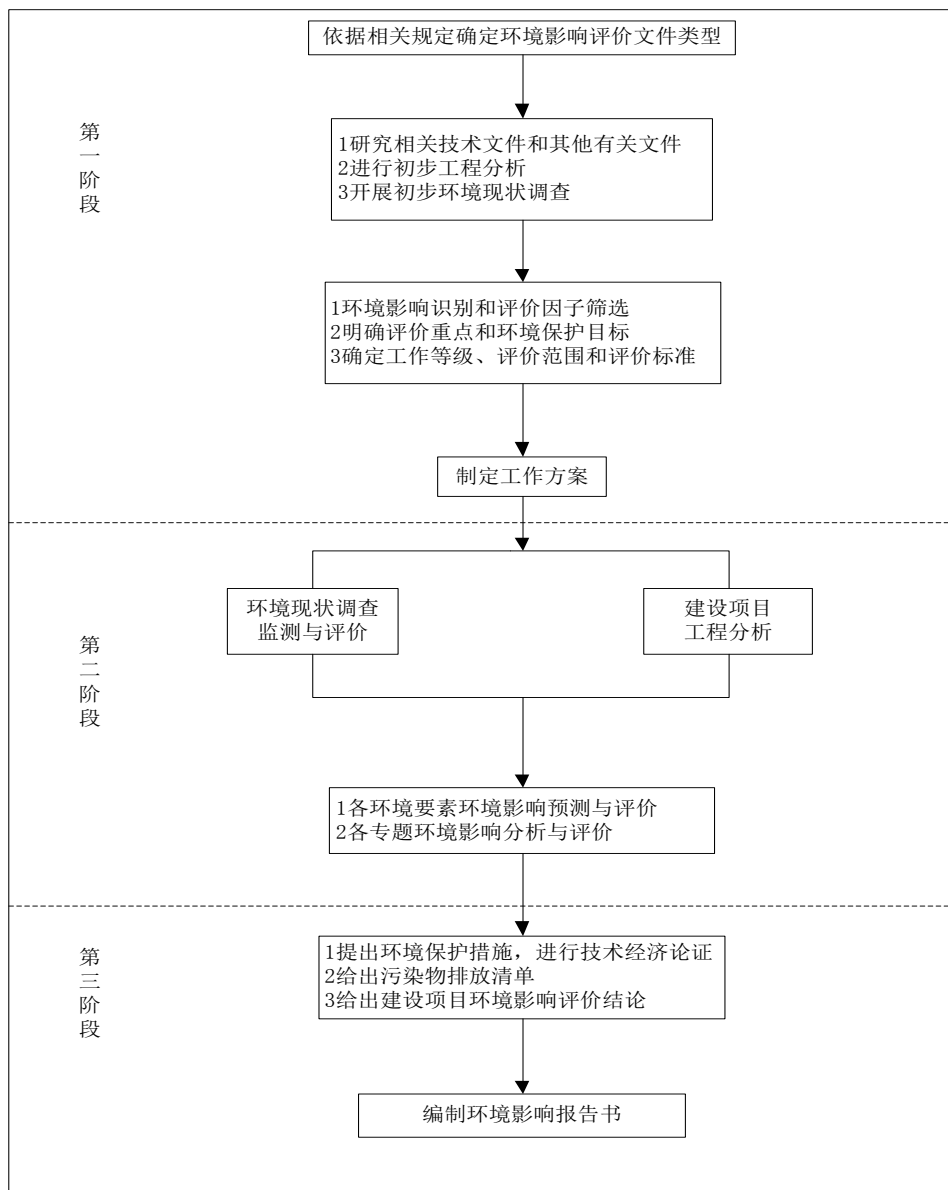 依据相关规定确定环境影响评价文件类型
第一阶段
1研究相关技术文件和其他有关文件
2进行初步工程分析
3开展初步环境现状调查
1环境影响识别和评价因子筛选
2明确评价重点和环境保护目标
3确定工作等级、评价范围和评价标准
制定工作方案
第二阶段
环境现状调查
监测与评价
建设项目
工程分析
1各环境要素环境影响预测与评价
2各专题环境影响分析与评价
第三阶段
1提出环境保护措施，进行技术经济论证
2给出污染物排放清单
3给出建设项目环境影响评价结论
编制环境影响报告书